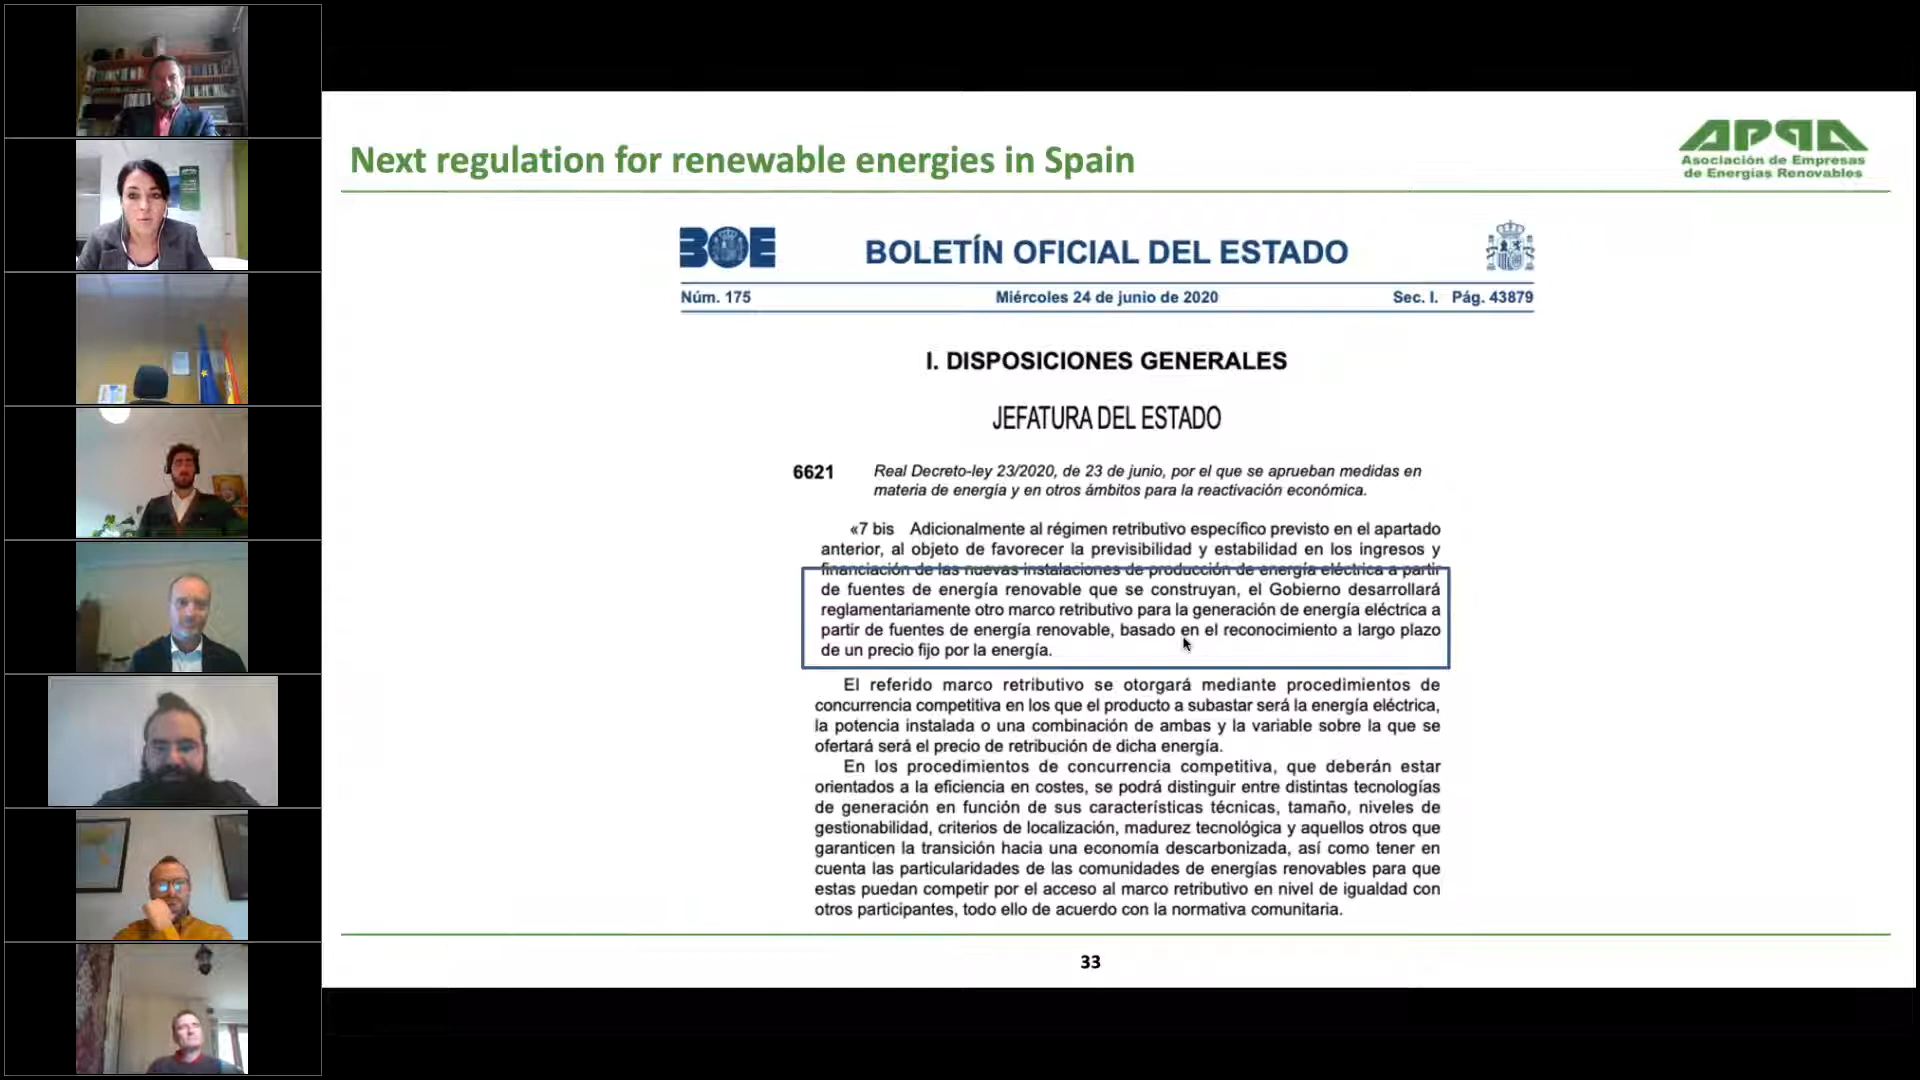 Next regulation for renewable energies in Spain
APPA
Asociación de Empresas
de Energías Renovables
BOE
BOLETÍN OFICIAL DEL ESTADO
Núm. 175
Miércoles 24 de junio de 2020
Sec. I. Pág. 43879
I. DISPOSICIONES GENERALES
JEFATURA DEL ESTADO
6621
Real Decreto-ley 23/2020, de 23 de junio, por el que se aprueban medidas en
materia de energía y en otros ámbitos para la reactivación económica.
«7 bis Adicionalmente al régimen retributivo específico previsto en el apartado
anterior, al objeto de favorecer la previsibilidad y estabilidad en los ingresos y
financiación de las nuevas instalaciones de producción de energía eléctrica a partir
de fuentes de energía renovable que se construyan, el Gobierno desarrollará
reglamentariamente otro marco retributivo para la generación de energía eléctrica a
partir de fuentes de energía renovable, basado en el reconocimiento a largo plazo
de un precio fijo por la energía.
El referido marco retributivo se otorgará mediante procedimientos de
concurrencia competitiva en los que el producto a subastar será la energía eléctrica,
la potencia instalada o una combinación de ambas y la variable sobre la que se
ofertará será el precio de retribución de dicha energía.
En los procedimientos de concurrencia competitiva, que deberán estar
orientados a la eficiencia en costes, se podrá distinguir entre distintas tecnologías
de generación en función de sus características técnicas, tamaño, niveles de
gestionabilidad, criterios de localización, madurez tecnológica y aquellos otros que
garanticen la transición hacia una economía descarbonizada, así como tener en
cuenta las particularidades de las comunidades de energías renovables para que
estas puedan competir por el acceso al marco retributivo en nivel de igualdad con
otros participantes, todo ello de acuerdo con la normativa comunitaria.
33